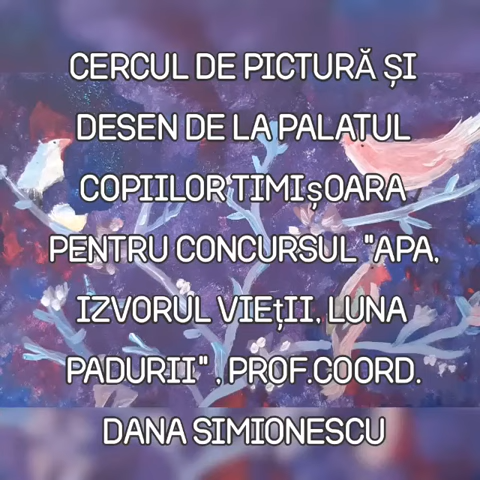 CERCUL DE PICTURĂ ȘI
DESEN DE LA PALATUL
COPIILOR TIMIșOARA
PENTRU CONCURSUL "APA,
IZVORUL VIEțII, LUNA
PADURII" , PROF.COORD.
DANA SIMIONESCU